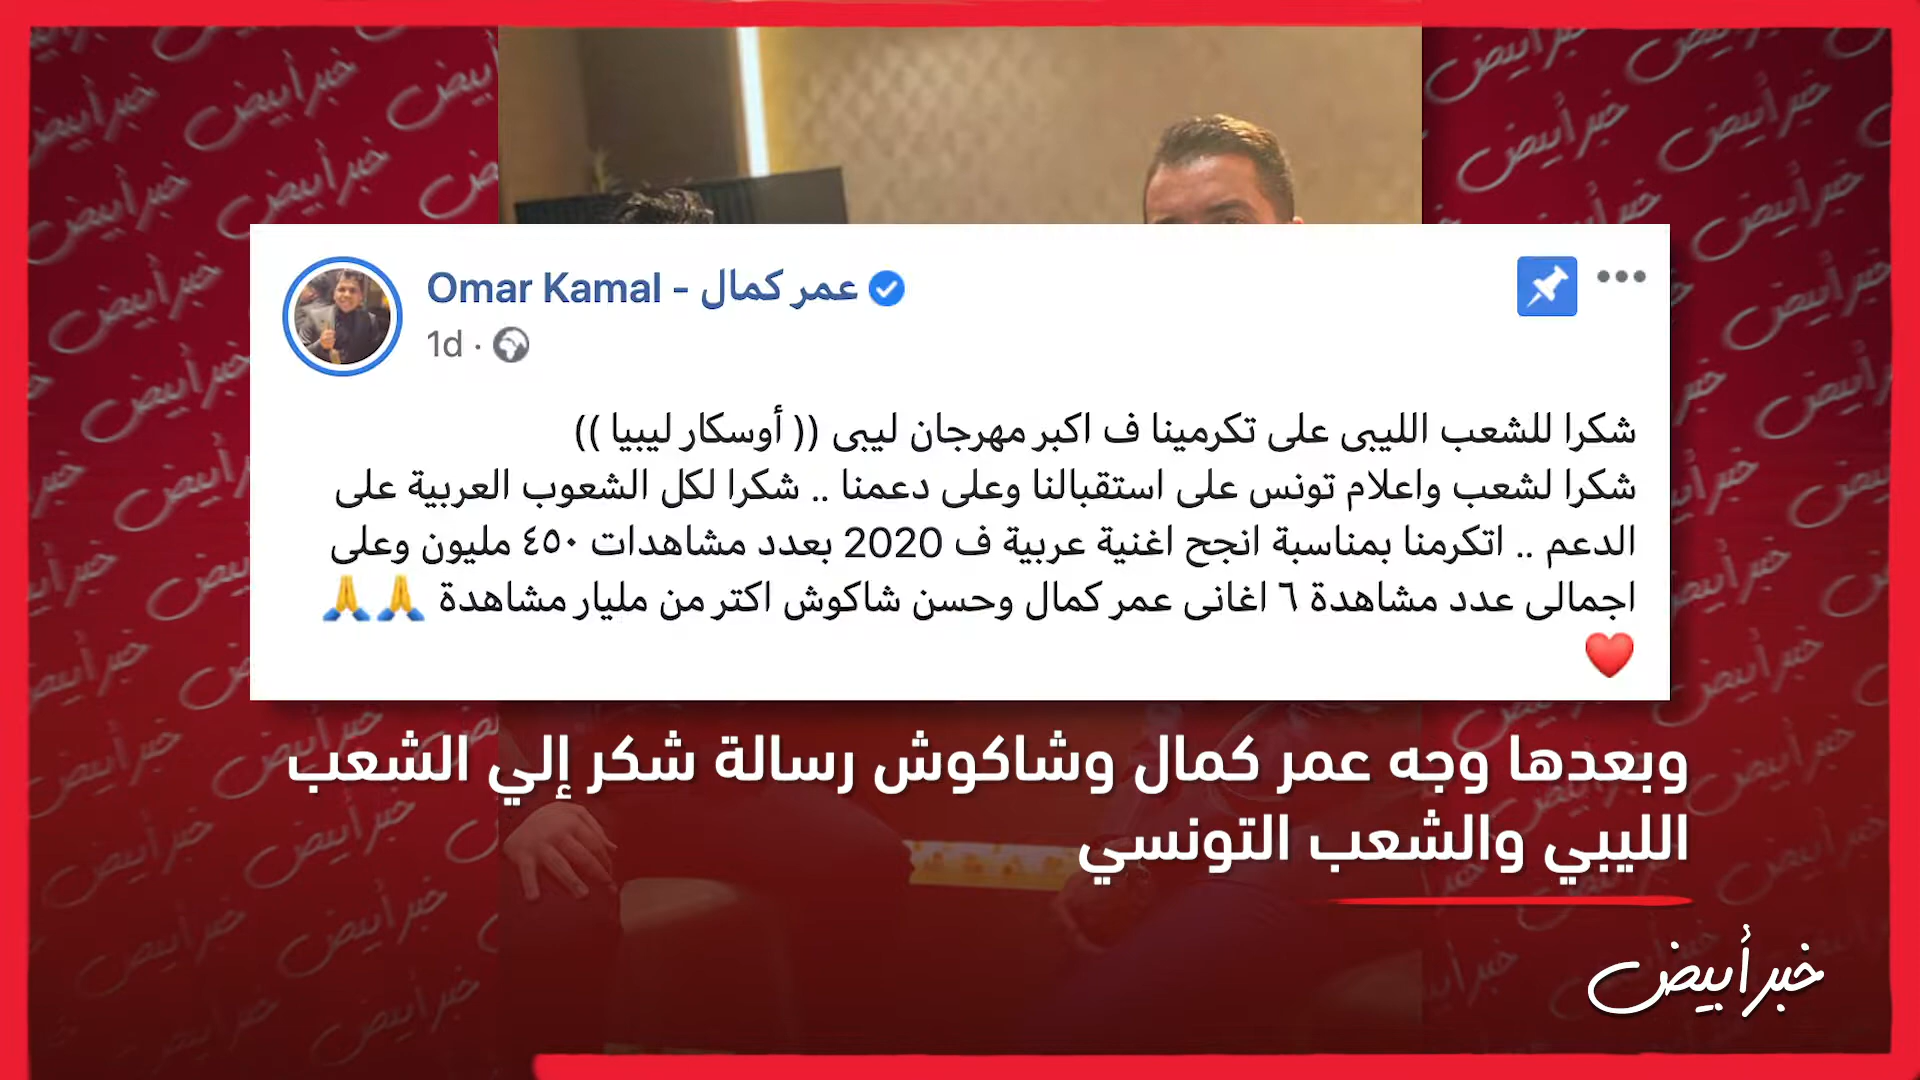 Omar Kamal - عمر كمال
1d ·
شكرا للشعب الليبى على تكرمينا ف اكبر مهرجان ليبى (( أوسكار ليبيا ))
شكرا لشعب واعلام تونس على استقبالنا وعلى دعمنا .. شكرا لكل الشعوب العربية على
الدعم .. اتكرمنا بمناسبة انجح اغنية عربية ف 2020 بعدد مشاهدات ٤٥٠ مليون وعلى
اجمالى عدد مشاهدة ٦ اغانى عمر كمال وحسن شاكوش اكتر من مليار مشاهدة 🙏🙏
❤️
وبعدها وجه عمر كمال وشاكوش رسالة شكر إلي الشعب
الليبي والشعب التونسي
خبر أبيض